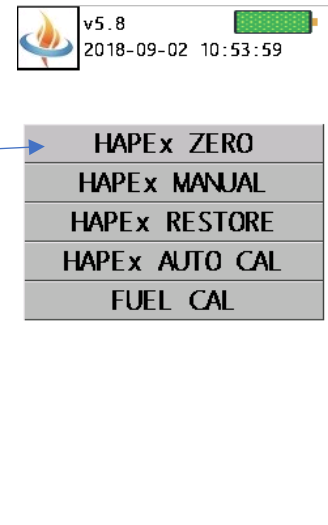 v5.8
2018-09-02 10:53:59
HAPEx ZERO
HAPEx MANUAL
HAPEx RESTORE
HAPEx AUTO CAL
FUEL CAL